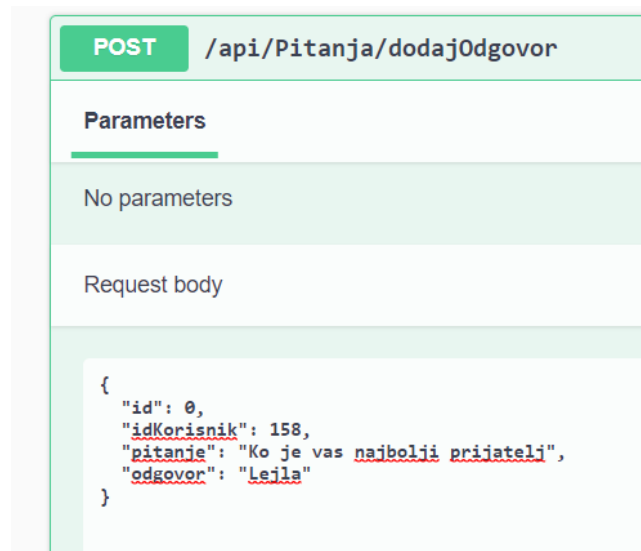 POST /api/Pitanja/dodajOdgovor
Parameters
No parameters
Request body
{
"id": 0,
"idKorisnik": 158,
"pitanje": "Ko je vas najbolji prijatelj",
"odgovor": "Lejla"
}